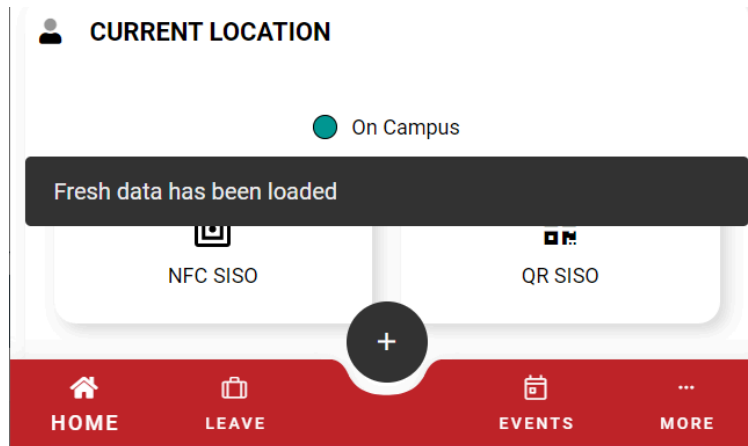 CURRENT LOCATION
On Campus
Fresh data has been loaded
NFC SISO
QR SISO
+
HOME
LEAVE
EVENTS
MORE